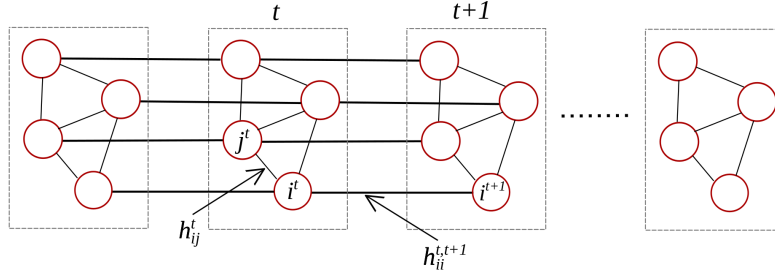 t
t+1
j^t
i^t
i^{t+1}
h_{ij}^t
h_{ii}^{t,t+1}